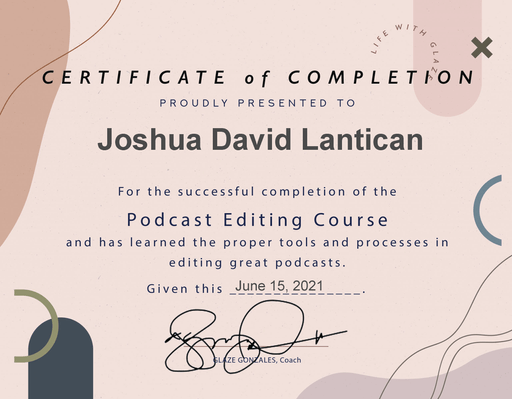 LIFE WITH GLAZE
CERTIFICATE of COMPLETION
PROUDLY PRESENTED TO
Joshua David Lantican
For the successful completion of the
Podcast Editing Course
and has learned the proper tools and processes in
editing great podcasts.
Given this June 15, 2021.
GLAZE GONZALES, Coach